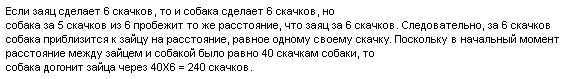 Если заяц сделает 6 скачков, то и собака сделает 6 скачков, но
собака за 5 скачков из 6 пробежит то же расстояние, что заяц за 6 скачков. Следовательно, за 6 скачков
собака приблизится к зайцу на расстояние, равное одному своему скачку. Поскольку в начальный момент
расстояние между зайцем и собакой было равно 40 скачкам собаки, то
собака догонит зайца через 40X6 = 240 скачков.